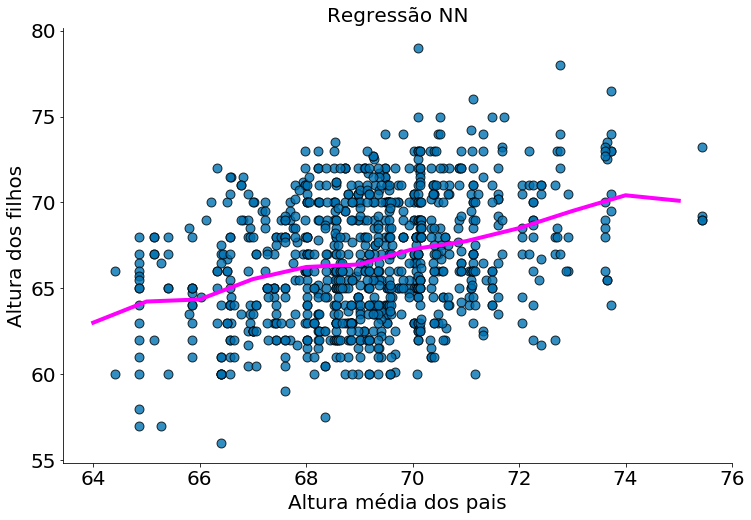 Regressão NN
Altura dos filhos
80
75
70
65
60
55
64 66 68 70 72 74 76
Altura média dos pais